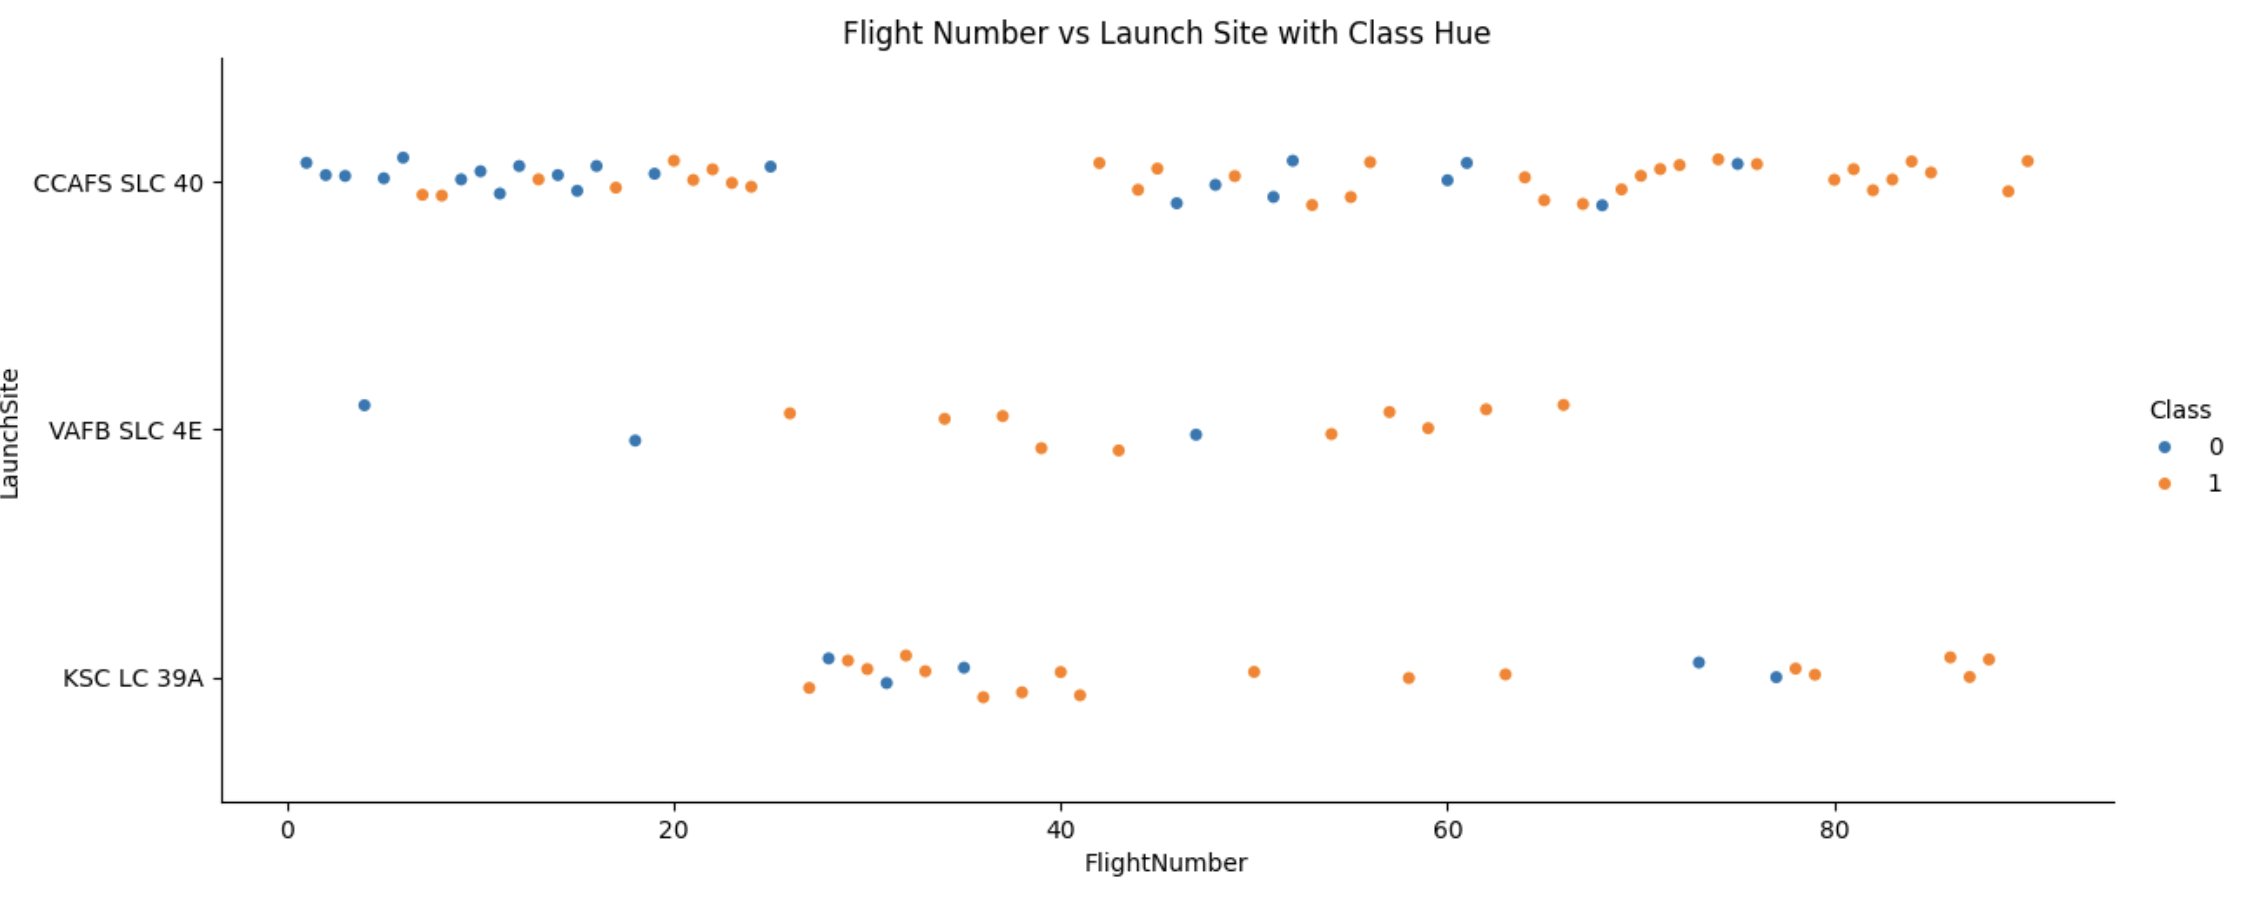 Flight Number vs Launch Site with Class Hue
CCAFS SLC 40
VAFB SLC 4E
KSC LC 39A
LaunchSite
0
20
40
60
80
FlightNumber
Class
0
1